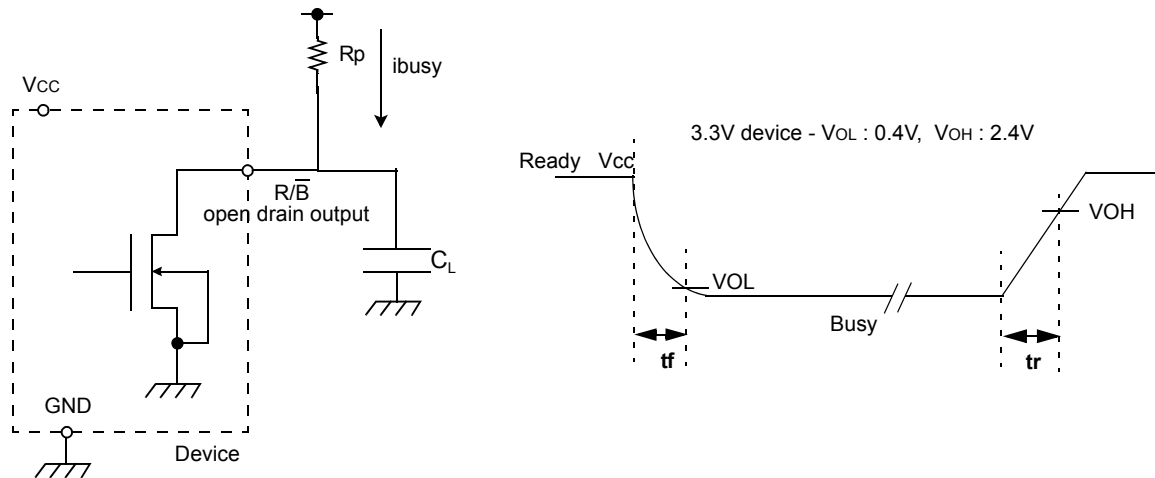 Rp
ibusy
VCC
R/B̅
open drain output
CL
GND
Device
3.3V device - VOL : 0.4V, VOH : 2.4V
Ready Vcc
VOH
VOL
Busy
tf
tr